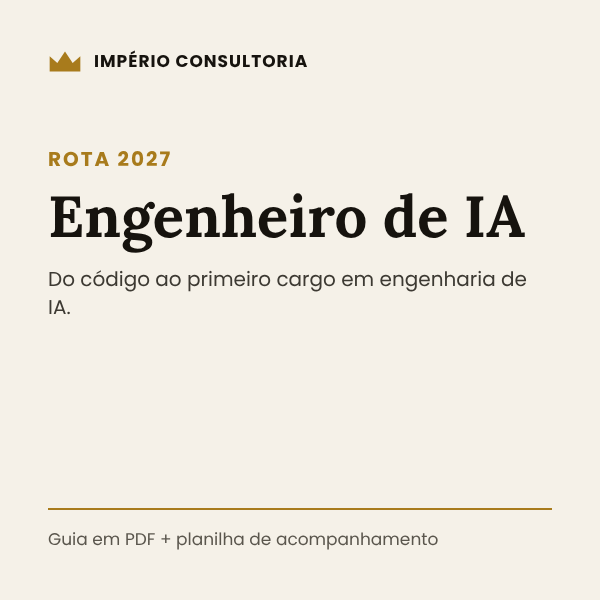 IMPÉRIO CONSULTORIA
ROTA 2027
Engenheiro de IA
Do código ao primeiro cargo em engenharia de
IA.
Guia em PDF + planilha de acompanhamento